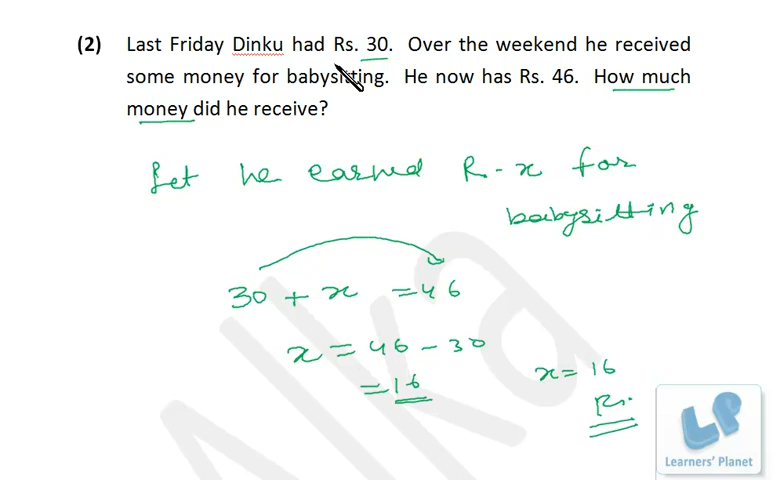 (2) Last Friday Dinku had Rs. 30. Over the weekend he received
some money for babysitting. He now has Rs. 46. How much
money did he receive?
Let he earned R. x for
babysitting
30 + x = 46
x = 46 - 30
= 16
x = 16
Rs.
Alka
LP
Learners' Planet